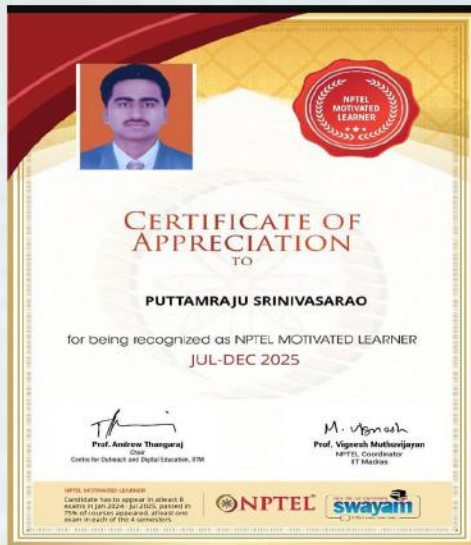 NPTEL
MOTIVATED
LEARNER
CERTIFICATE OF
APPRECIATION
TO
PUTTAMRAJU SRINIVASARAO
for being recognized as NPTEL MOTIVATED LEARNER
JUL-DEC 2025
Prof. Andrew Thangaraj
Chair
Centre for Outreach and Digital Education, IITM
M. Vignesh
Prof. Vignesh Muthuvijayan
NPTEL Coordinator
IIT Madras
NPTEL MOTIVATED LEARNER
Candidate has to appear in atleast 8
exams in Jan 2024 - Jul 2025, passed in
75% of courses appeared, atleast one
exam in each of the 4 semesters
NPTEL
swayam